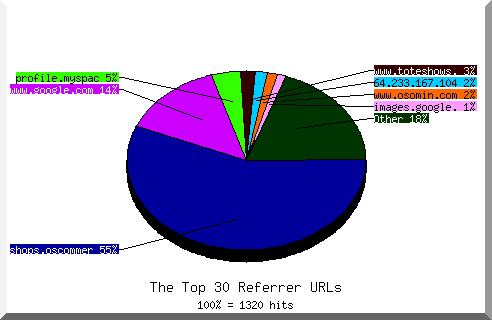 www.toteshows. 3%
profile.myspac 5%
64.233.167.104 2%
www.google.com 14%
www.osomin.com 2%
images.google. 1%
Other 18%
shops.oscommer 55%
The Top 30 Referrer URLs
100% = 1320 hits